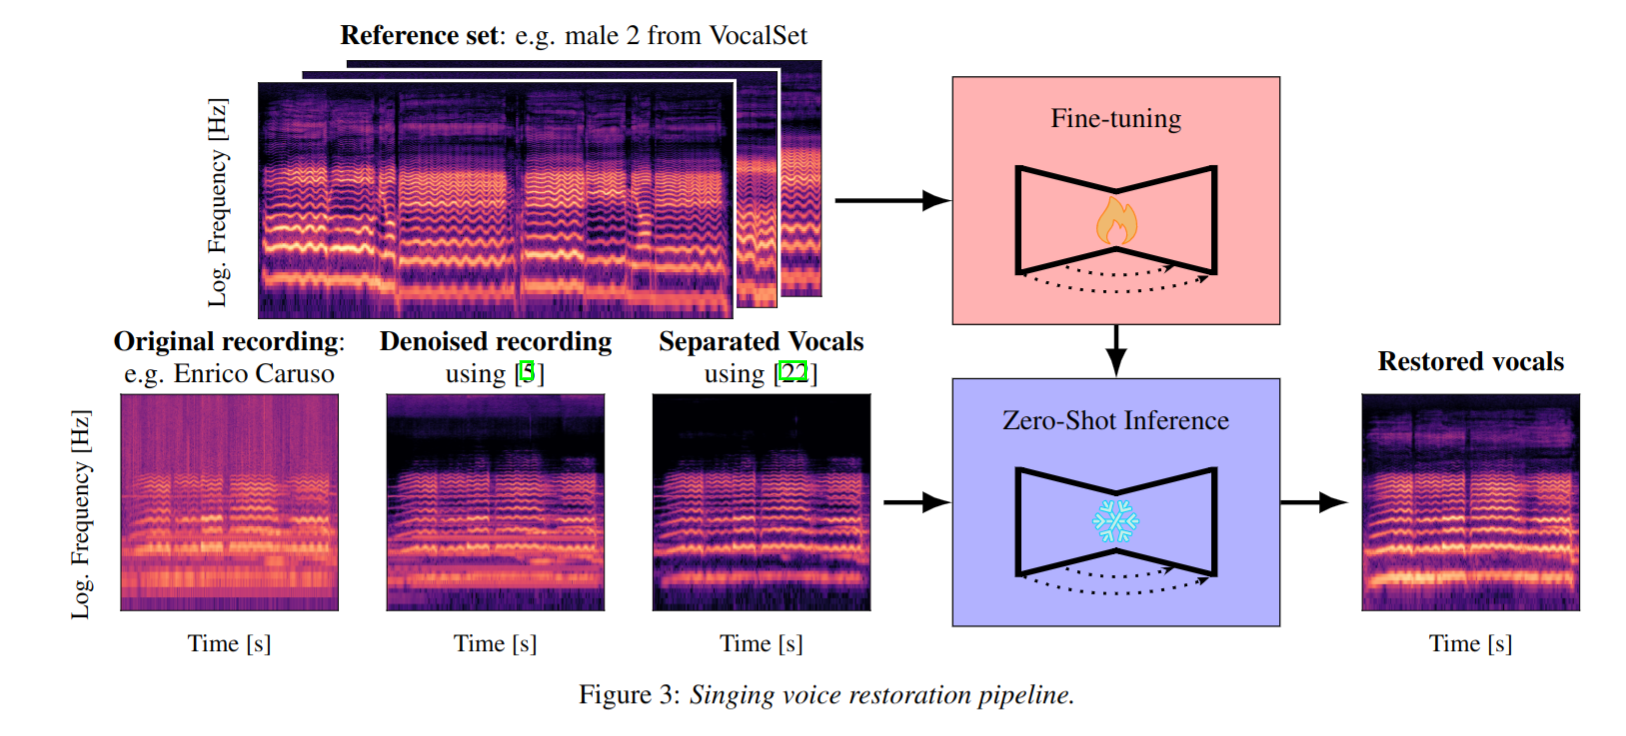 Reference set: e.g. male 2 from VocalSet
Log. Frequency [Hz]
Fine-tuning
Original recording:
e.g. Enrico Caruso
Denoised recording
using [5]
Separated Vocals
using [22]
Zero-Shot Inference
Restored vocals
Log. Frequency [Hz]
Time [s]
Time [s]
Time [s]
Time [s]
Figure 3: Singing voice restoration pipeline.